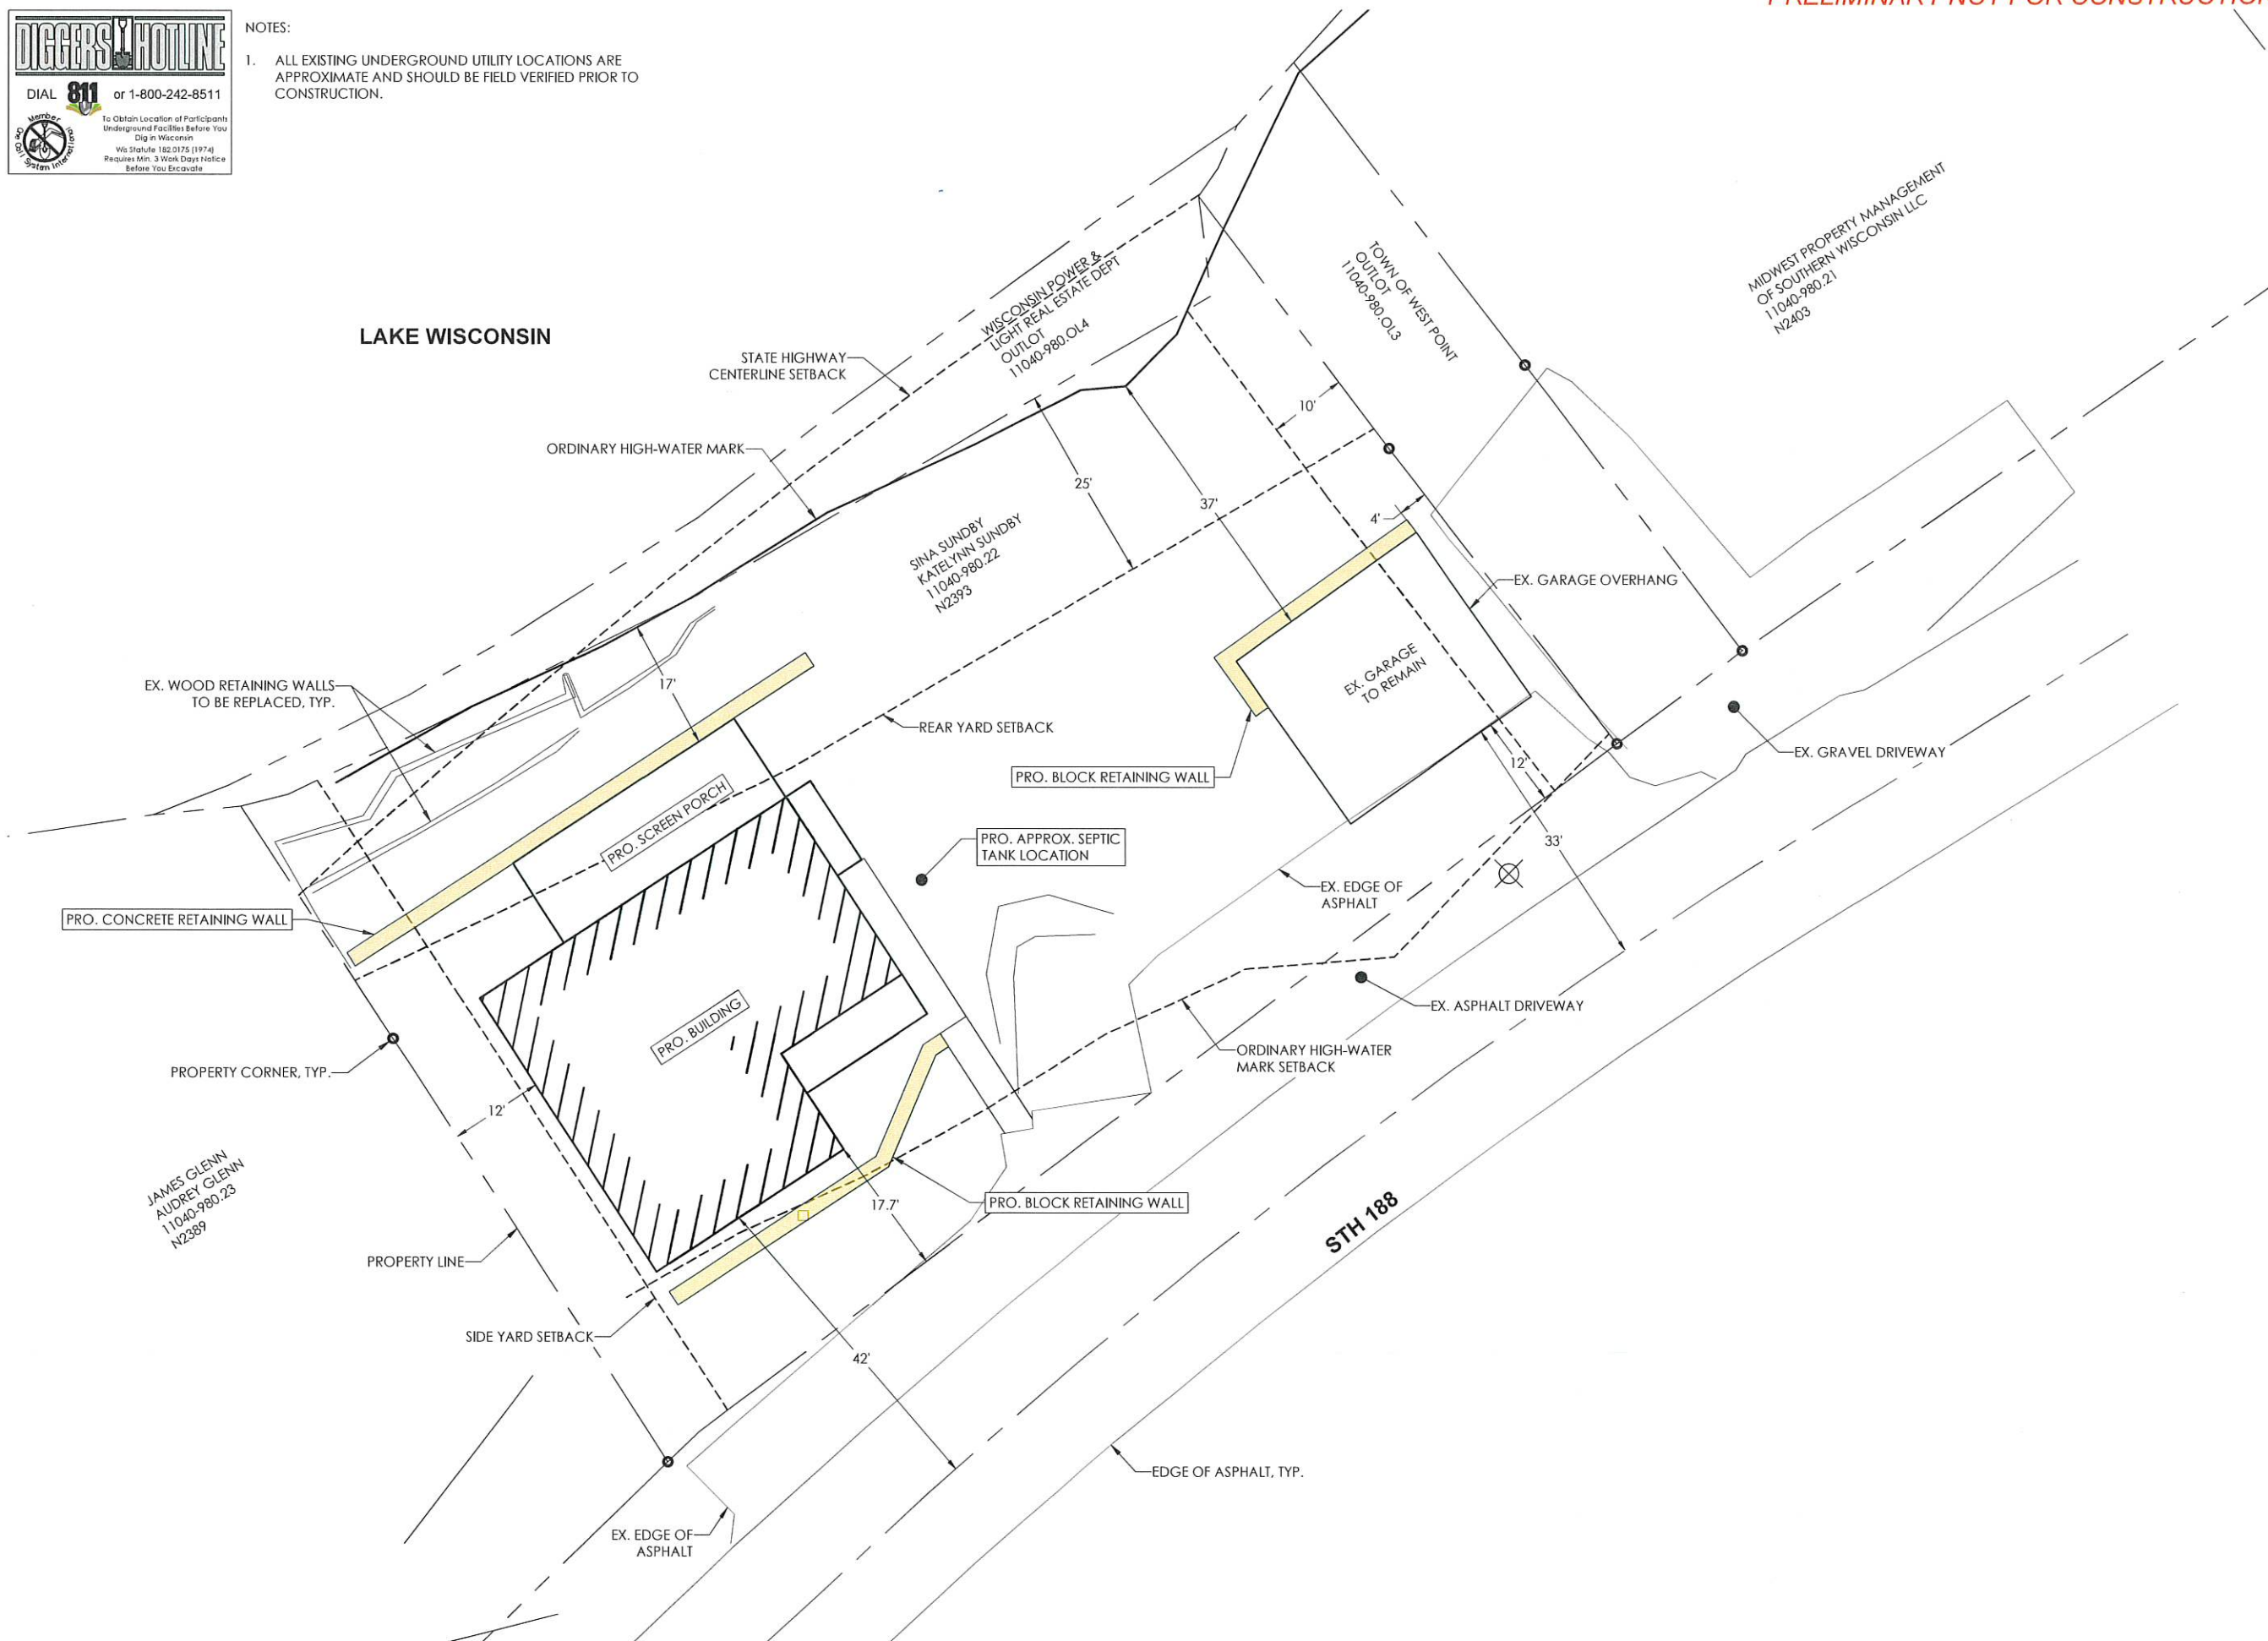 PRELIMINARY NOT FOR CONSTRUCTION
DIGGERS HOTLINE
DIAL 811 or 1-800-242-8511
Member
One Call System International
To Obtain Location of Participants
Underground Facilities Before You
Dig in Wisconsin
Wis Statute 182.0175 (1974)
Requires Min. 3 Work Days Notice
Before You Excavate
NOTES:
1. ALL EXISTING UNDERGROUND UTILITY LOCATIONS ARE
APPROXIMATE AND SHOULD BE FIELD VERIFIED PRIOR TO
CONSTRUCTION.
MIDWEST PROPERTY MANAGEMENT
OF SOUTHERN WISCONSIN LLC
11040-980.21
N2403
TOWN OF WEST POINT
OUTLOT
11040-980.OL3
WISCONSIN POWER &
LIGHT REAL ESTATE DEPT
OUTLOT
11040-980.OL4
LAKE WISCONSIN
STATE HIGHWAY
CENTERLINE SETBACK
ORDINARY HIGH-WATER MARK
10'
25'
37'
4'
SINA SUNDBY
KATELYNN SUNDBY
11040-980.22
N2393
EX. GARAGE OVERHANG
EX. GARAGE
TO REMAIN
EX. WOOD RETAINING WALLS
TO BE REPLACED, TYP.
17'
REAR YARD SETBACK
PRO. BLOCK RETAINING WALL
12'
EX. GRAVEL DRIVEWAY
33'
PRO. SCREEN PORCH
PRO. APPROX. SEPTIC
TANK LOCATION
EX. EDGE OF
ASPHALT
PRO. CONCRETE RETAINING WALL
EX. ASPHALT DRIVEWAY
PRO. BUILDING
ORDINARY HIGH-WATER
MARK SETBACK
PROPERTY CORNER, TYP.
12'
JAMES GLENN
AUDREY GLENN
11040-980.23
N2389
17.7'
PRO. BLOCK RETAINING WALL
STH 188
PROPERTY LINE
SIDE YARD SETBACK
42'
EDGE OF ASPHALT, TYP.
EX. EDGE OF
ASPHALT